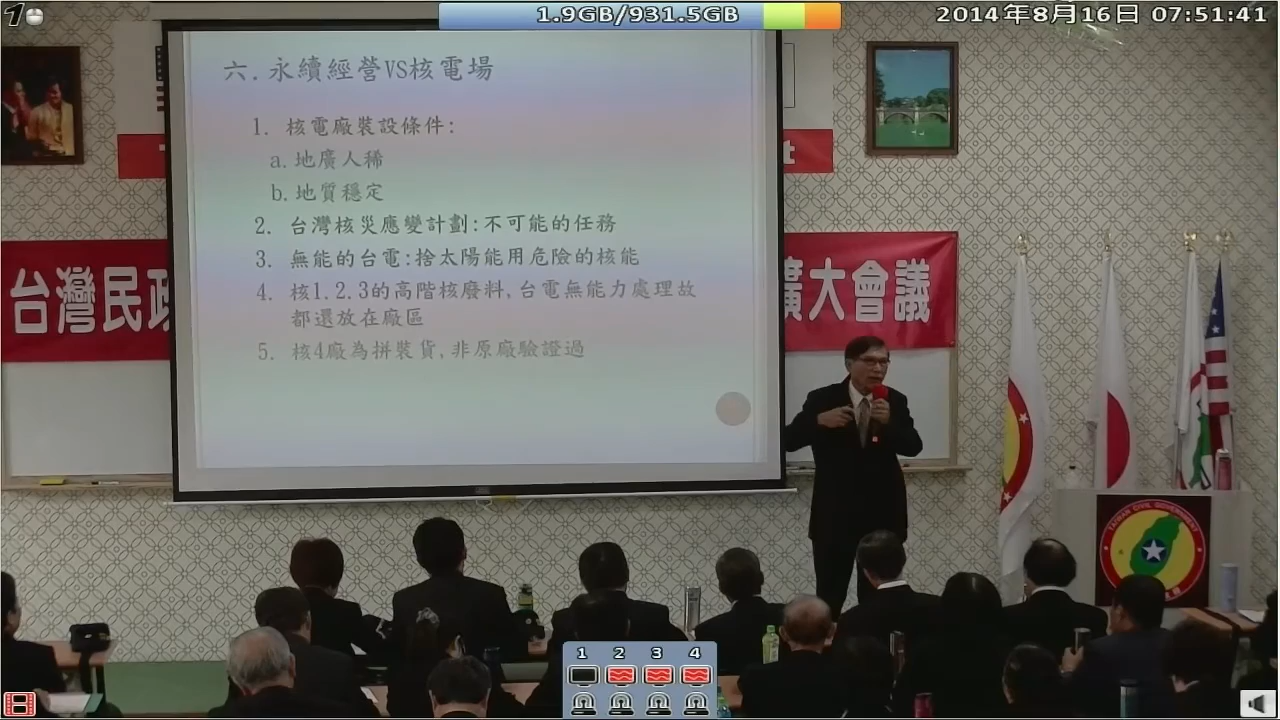 1
1.9GB/931.5GB
2014年8月16日 07:51:41
六.永續經營VS核電場
1. 核電廠裝設條件:
a.地廣人稀
b.地質穩定
2. 台灣核災應變計劃:不可能的任務
3. 無能的台電:捨太陽能用危險的核能
4. 核1.2.3的高階核廢料,台電無能力處理故
都還放在廠區
5. 核4廠為拼裝貨,非原廠驗證過
t
台灣民政
擴大會議
TAIWAN CIVIL GOVERNMENT
1 2 3 4